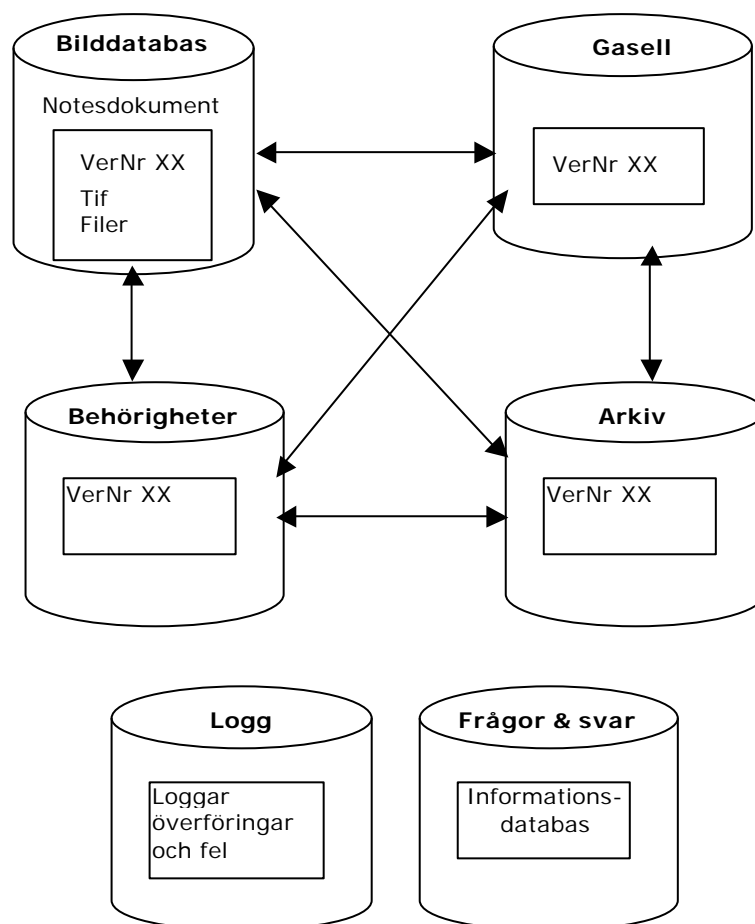 Bilddatabas
Notesdokument
VerNr XX
Tif
Filer
Gasell
VerNr XX
Behörigheter
VerNr XX
Arkiv
VerNr XX
Logg
Loggar
överföringar
och fel
Frågor & svar
Informations-
databas